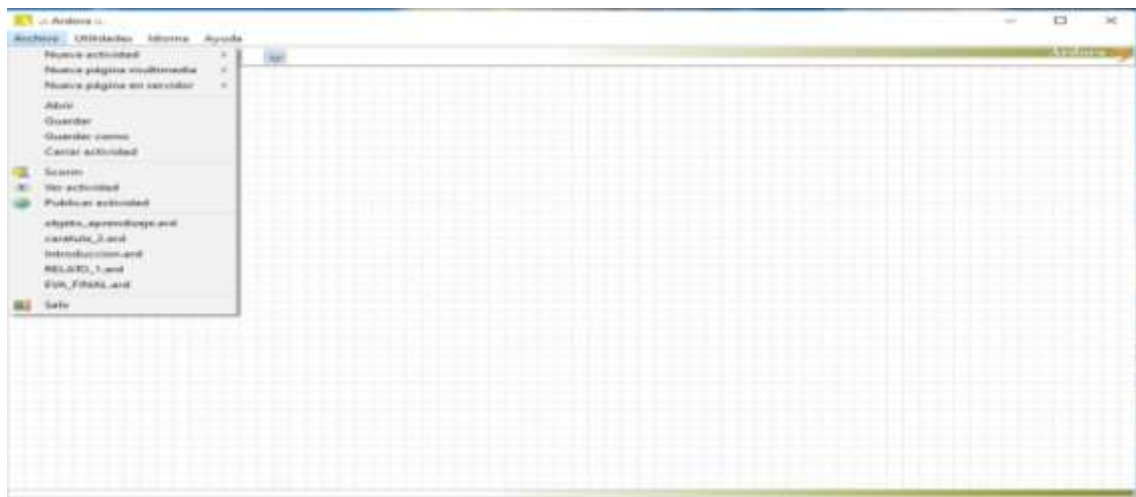 .: Ardora :.
Archivo Utilidades Idioma Ayuda
Ardora
Nueva actividad
Nueva página multimedia
Nueva página en servidor
Abrir
Guardar
Guardar como
Cerrar actividad
Scorm
Ver actividad
Publicar actividad
objeto_aprendizaje.ard
caratula_2.ard
Introduccion.ard
RELATO_1.ard
EVA_FINAL.ard
Salir